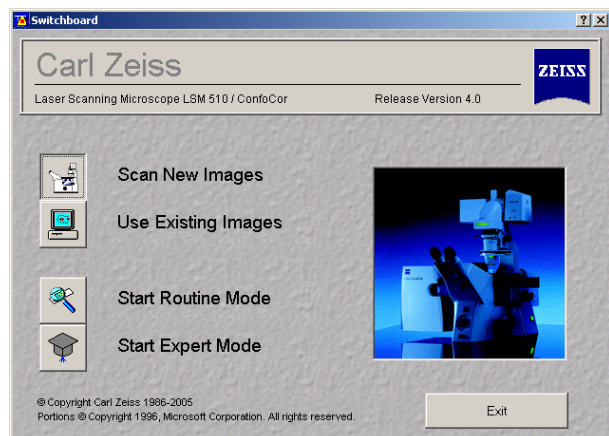 Switchboard
Carl Zeiss
ZEISS
Laser Scanning Microscope LSM 510 / ConfoCor Release Version 4.0
Scan New Images
Use Existing Images
Start Routine Mode
Start Expert Mode
© Copyright Carl Zeiss 1986-2005
Portions © Copyright 1996, Microsoft Corporation. All rights reserved.
Exit